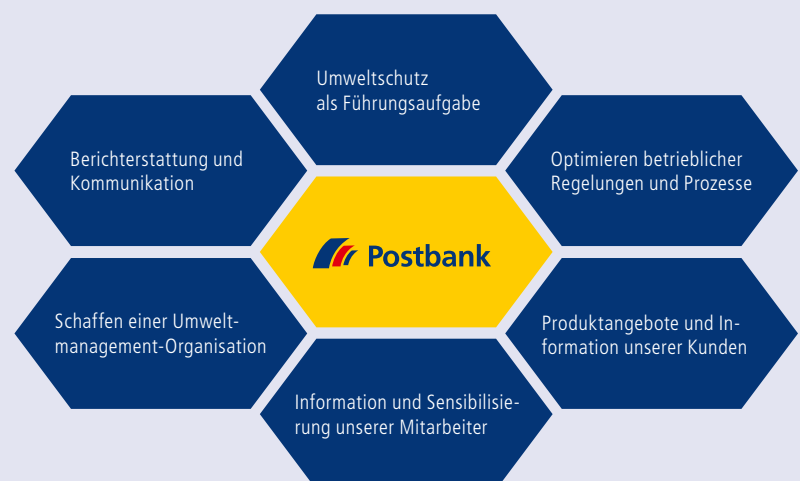 Umweltschutz
als Führungsaufgabe
Berichterstattung und
Kommunikation
Optimieren betrieblicher
Regelungen und Prozesse
Postbank
Schaffen einer Umwelt-
management-Organisation
Produktangebote und In-
formation unserer Kunden
Information und Sensibilisie-
rung unserer Mitarbeiter